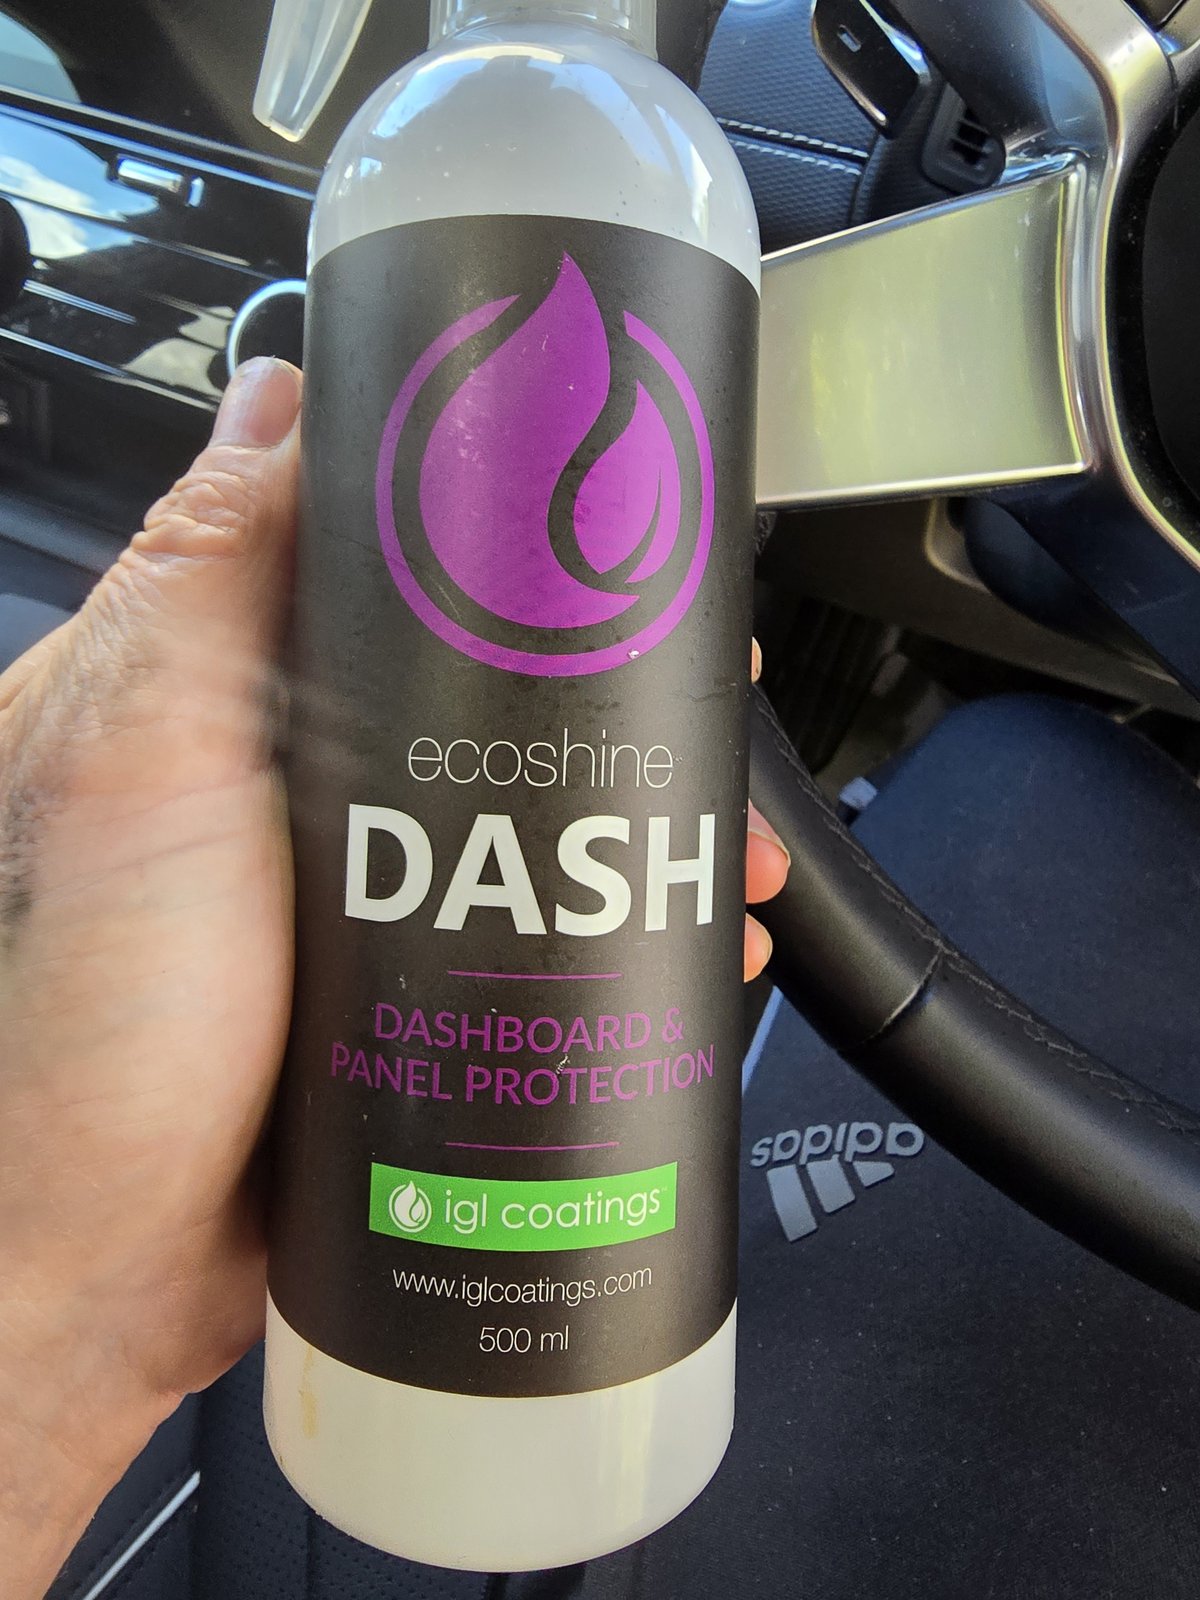 ecoshine
DASH
DASHBOARD &
PANEL PROTECTION
igl coatings
www.iglcoatings.com
500 ml
adidas